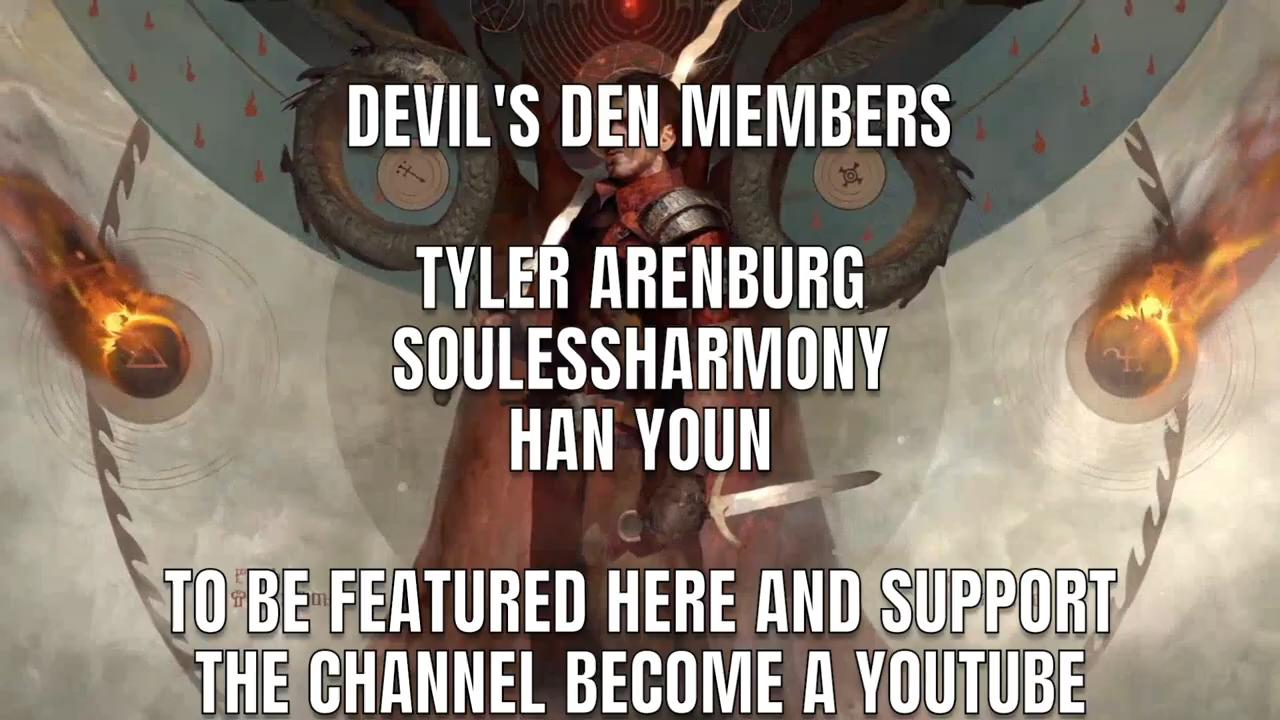 DEVIL'S DEN MEMBERS
TYLER ARENBURG
SOULESSHARMONY
HAN YOUN
TO BE FEATURED HERE AND SUPPORT
THE CHANNEL BECOME A YOUTUBE